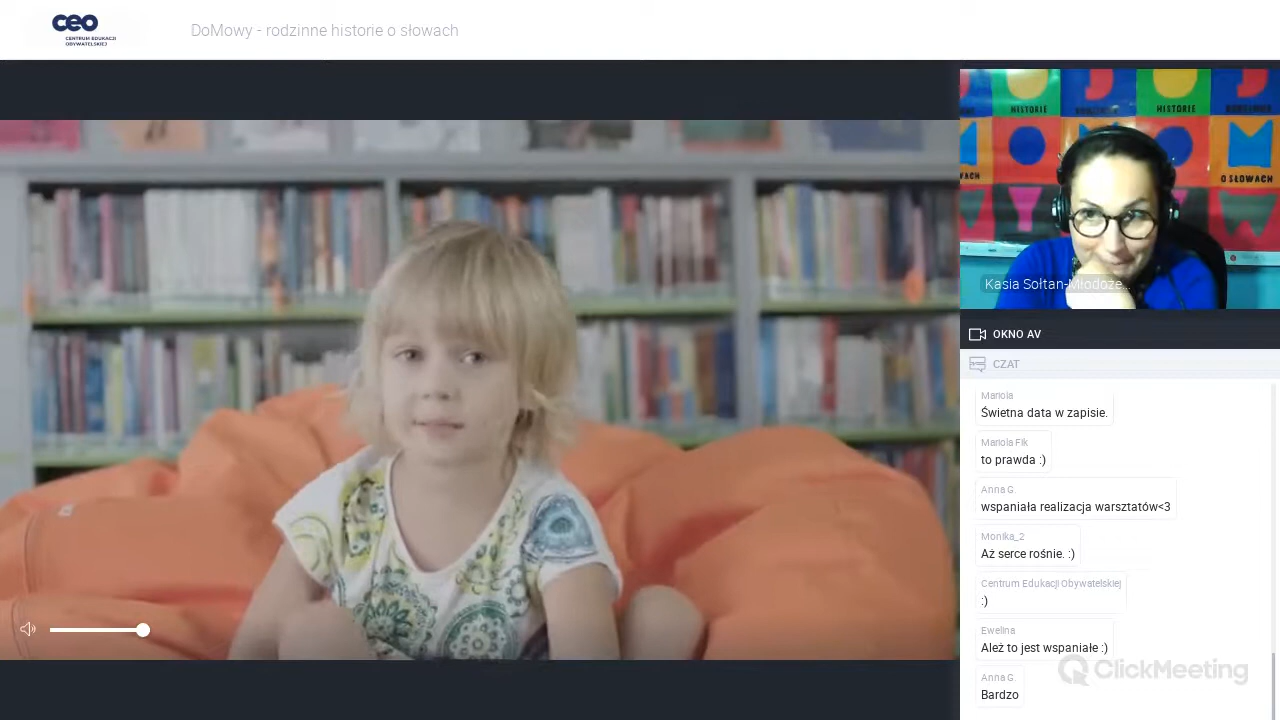 ceo
CENTRUM EDUKACJI
OBYWATELSKIEJ
DoMowy - rodzinne historie o słowach
HISTORIE
HISTORIE
O SŁOWACH
Kasia Sołtan-Młodoże...
OKNO AV
CZAT
Mariola
Świetna data w zapisie.
Mariola Fik
to prawda :)
Anna G.
wspaniała realizacja warsztatów<3
Monika_2
Aż serce rośnie. :)
Centrum Edukacji Obywatelskiej
:)
Ewelina
Ależ to jest wspaniałe :)
Anna G.
Bardzo
ClickMeeting